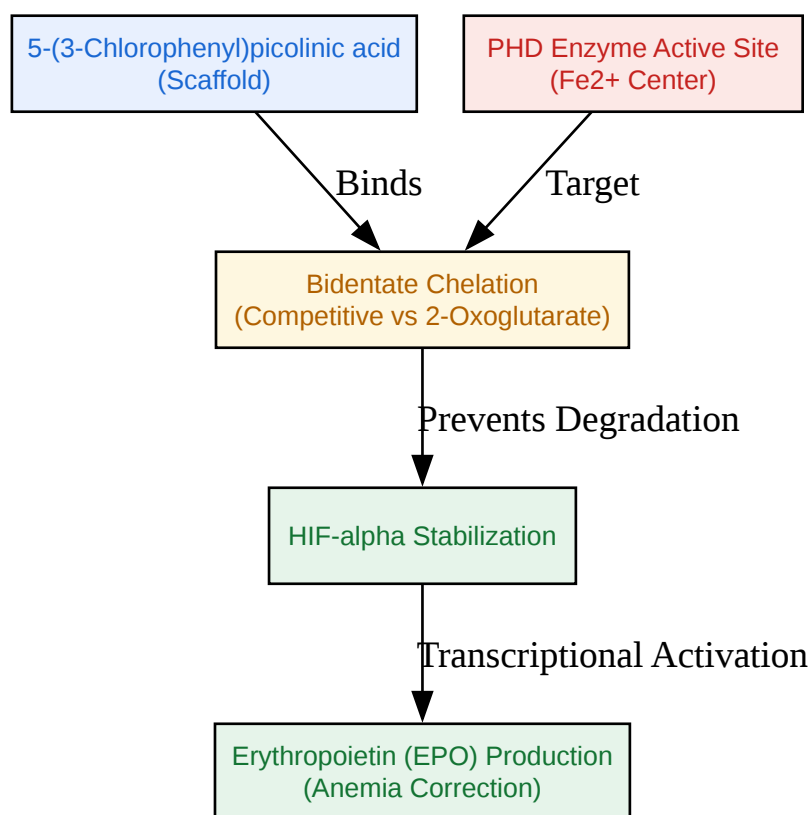 5-(3-Chlorophenyl)picolinic acid
(Scaffold)
PHD Enzyme Active Site
(Fe2+ Center)
Binds
Target
Bidentate Chelation
(Competitive vs 2-Oxoglutarate)
Prevents Degradation
HIF-alpha Stabilization
Transcriptional Activation
Erythropoietin (EPO) Production
(Anemia Correction)